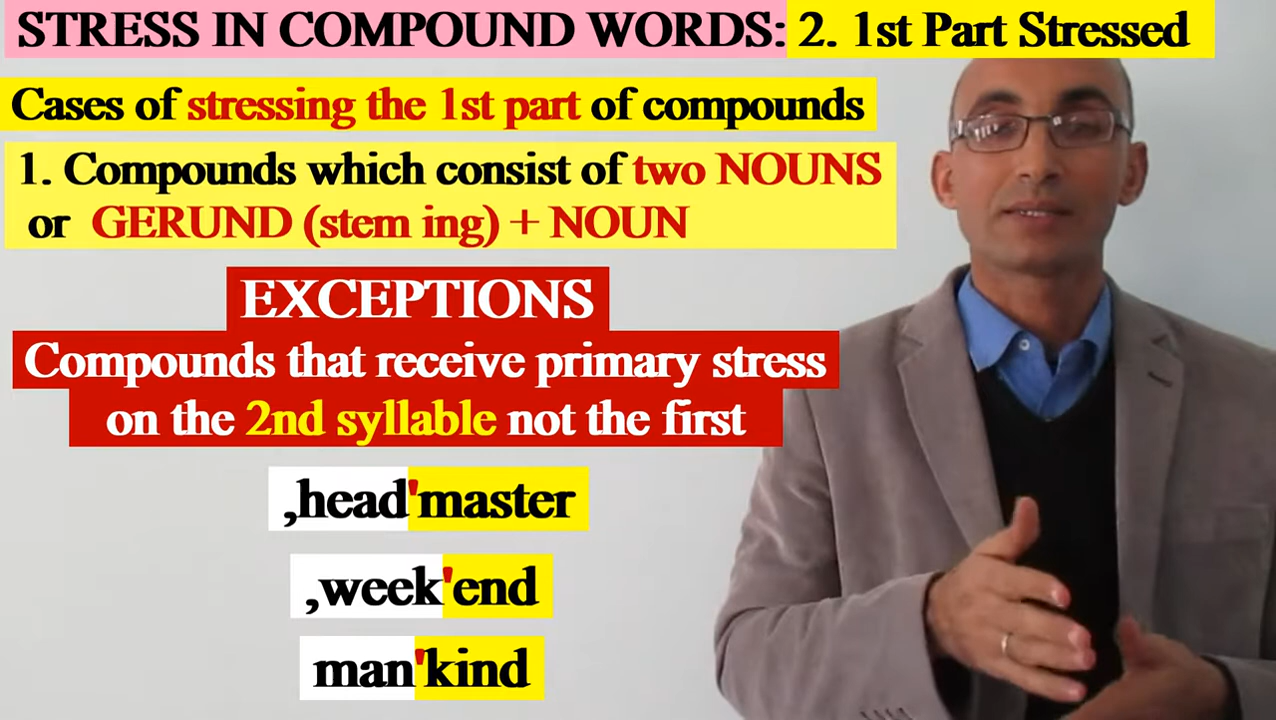 STRESS IN COMPOUND WORDS: 2. 1st Part Stressed
Cases of stressing the 1st part of compounds
1. Compounds which consist of two NOUNS
or GERUND (stem ing) + NOUN
EXCEPTIONS
Compounds that receive primary stress
on the 2nd syllable not the first
,head'master
,week'end
man'kind